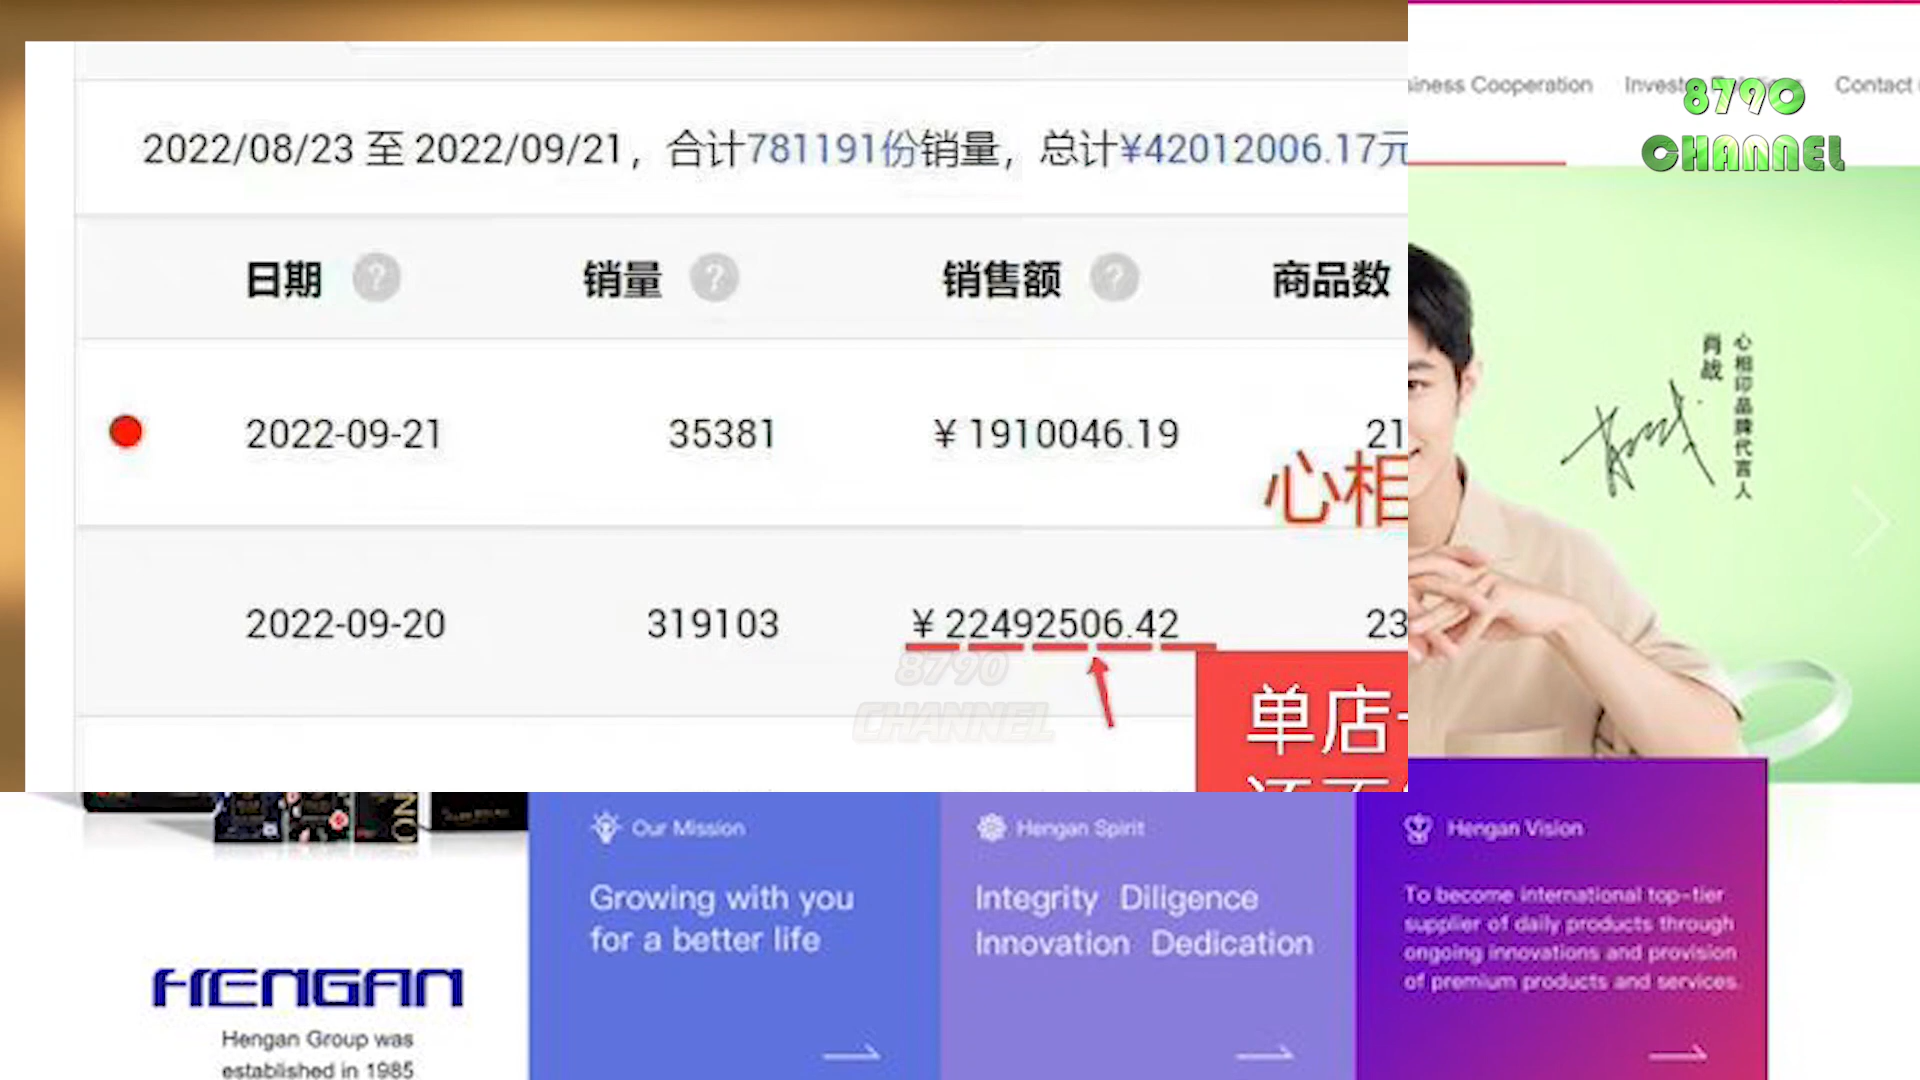 2022/08/23 至 2022/09/21，合计781191份销量，总计¥42012006.17元
日期 ? 销量 ? 销售额 ? 商品数
2022-09-21 35381 ¥1910046.19 21
心相
2022-09-20 319103 ¥22492506.42 23
8790
CHANNEL
单店
siness Cooperation Contact
8790
CHANNEL
心相印品牌代言人
肖战
Our Mission
Growing with you
for a better life
Hengan Spirit
Integrity Diligence
Innovation Dedication
Hengan Vision
To become international top-tier
supplier of daily products through
ongoing innovations and provision
of premium products and services.
HENGAN
Hengan Group was
established in 1985